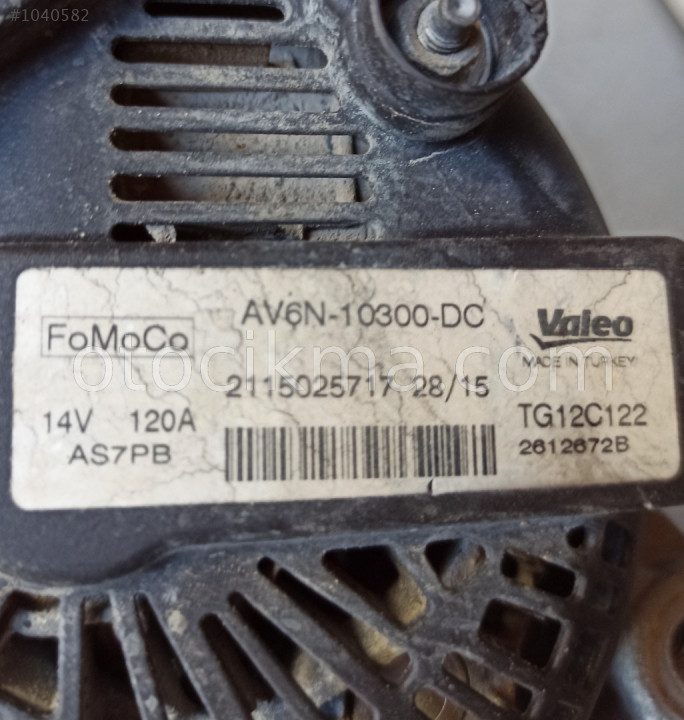 #1040582
AV6N-10300-DC
FoMoCo
Valeo
MADE IN TURKEY
otocikma.com
2115025717 28/15
14V 120A
TG12C122
AS7PB
2612672B